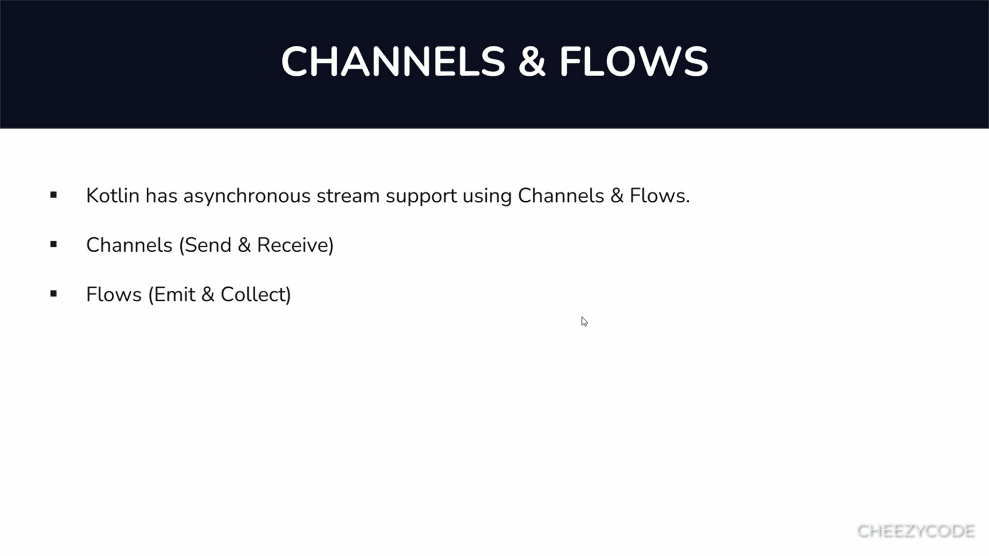 CHANNELS & FLOWS
▪ Kotlin has asynchronous stream support using Channels & Flows.
▪ Channels (Send & Receive)
▪ Flows (Emit & Collect)
CHEEZYCODE